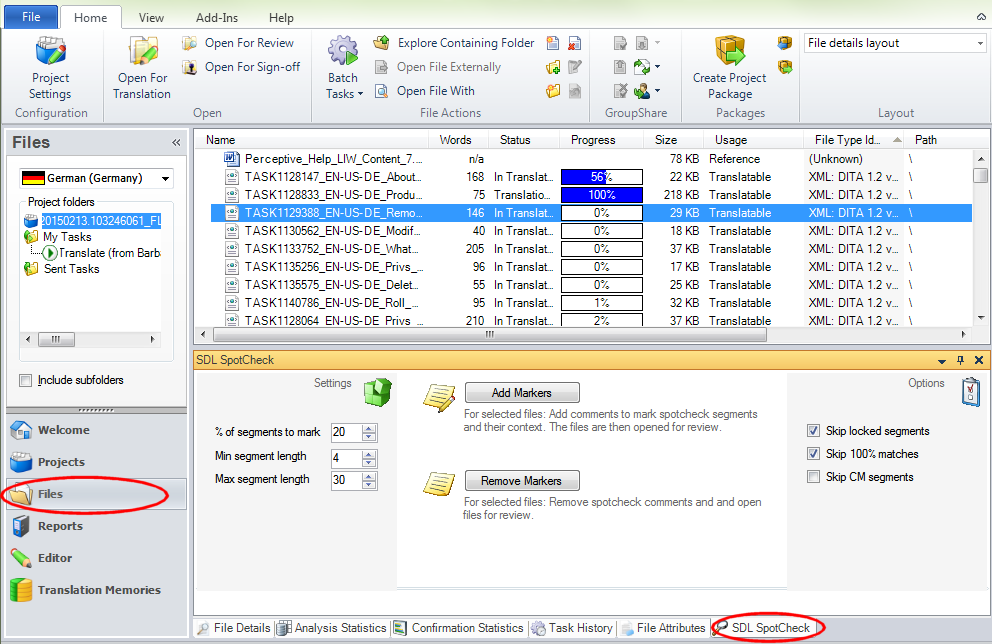 File Home View Add-Ins Help
Project Settings
Configuration
Open For Translation
Open For Review
Open For Sign-off
Open
Batch Tasks
Explore Containing Folder
Open File Externally
Open File With
File Actions
GroupShare
Create Project Package
Packages
File details layout
Layout
Files «
German (Germany)
Project folders
20150213.103246061_FI
My Tasks
Translate (from Barba
Sent Tasks
Include subfolders
Welcome
Projects
Files
Reports
Editor
Translation Memories
Name Words Status Progress Size Usage File Type Id... Path
Perceptive_Help_LIW_Content_7.... n/a 78 KB Reference (Unknown) \
TASK1128147_EN-US-DE_About... 168 In Translat... 56% 22 KB Translatable XML: DITA 1.2 v... \
TASK1128833_EN-US-DE_Produ... 75 Translatio... 100% 218 KB Translatable XML: DITA 1.2 v... \
TASK1129388_EN-US-DE_Remo... 146 In Translat... 0% 29 KB Translatable XML: DITA 1.2 v... \
TASK1130562_EN-US-DE_Modif... 40 In Translat... 0% 18 KB Translatable XML: DITA 1.2 v... \
TASK1133752_EN-US-DE_What... 205 In Translat... 0% 37 KB Translatable XML: DITA 1.2 v... \
TASK1135256_EN-US-DE_Privs_... 96 In Translat... 0% 17 KB Translatable XML: DITA 1.2 v... \
TASK1135575_EN-US-DE_Delet... 55 In Translat... 0% 25 KB Translatable XML: DITA 1.2 v... \
TASK1140786_EN-US-DE_Roll_... 95 In Translat... 1% 32 KB Translatable XML: DITA 1.2 v... \
TASK1128064_EN-US-DE_Privs_... 210 In Translat... 2% 37 KB Translatable XML: DITA 1.2 v... \
SDL SpotCheck
Settings
% of segments to mark 20
Min segment length 4
Max segment length 30
Add Markers
For selected files: Add comments to mark spotcheck segments
and their context. The files are then opened for review.
Remove Markers
For selected files: Remove spotcheck comments and and open
files for review.
Options
Skip locked segments
Skip 100% matches
Skip CM segments
File Details Analysis Statistics Confirmation Statistics Task History File Attributes SDL SpotCheck